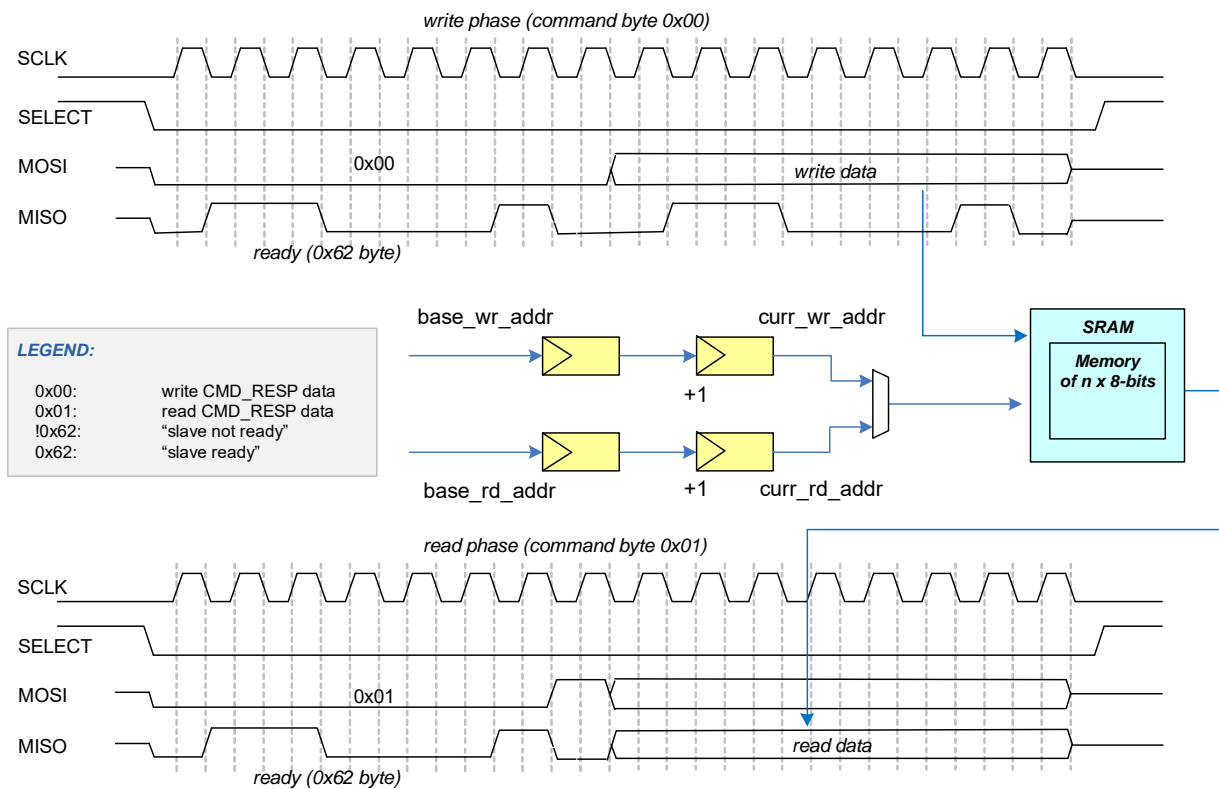 write phase (command byte 0x00)
SCLK
SELECT
MOSI
0x00
write data
MISO
ready (0x62 byte)
base_wr_addr
curr_wr_addr
+1
SRAM
Memory
of n x 8-bits
LEGEND:
0x00: write CMD_RESP data
0x01: read CMD_RESP data
!0x62: “slave not ready”
0x62: “slave ready”
base_rd_addr
+1
curr_rd_addr
read phase (command byte 0x01)
SCLK
SELECT
MOSI
0x01
MISO
read data
ready (0x62 byte)